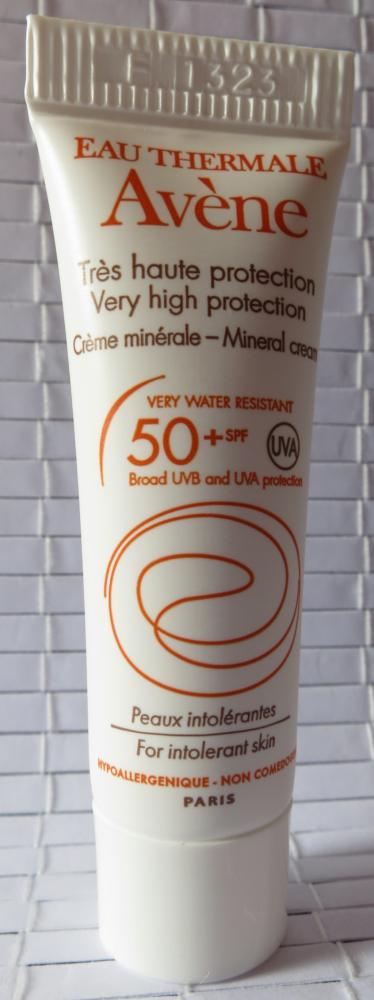 F 1323
EAU THERMALE
Avène
Très haute protection
Very high protection
Crème minérale – Mineral cream
VERY WATER RESISTANT
50+ SPF UVA
Broad UVB and UVA protection
Peaux intolérantes
For intolerant skin
HYPOALLERGENIQUE - NON
PARIS